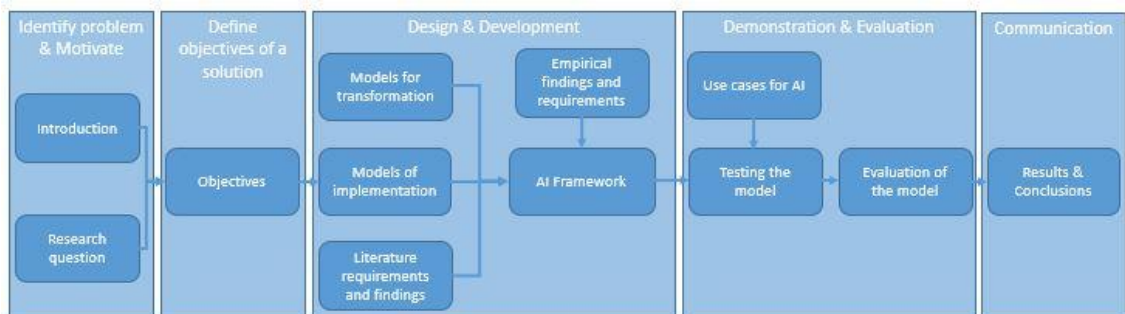 Identify problem
& Motivate
Introduction
Research
question
Define
objectives of a
solution
Objectives
Design & Development
Models for
transformation
Models of
implementation
Literature
requirements
and findings
Empirical
findings and
requirements
AI Framework
Demonstration & Evaluation
Use cases for AI
Testing the
model
Evaluation of
the model
Communication
Results &
Conclusions